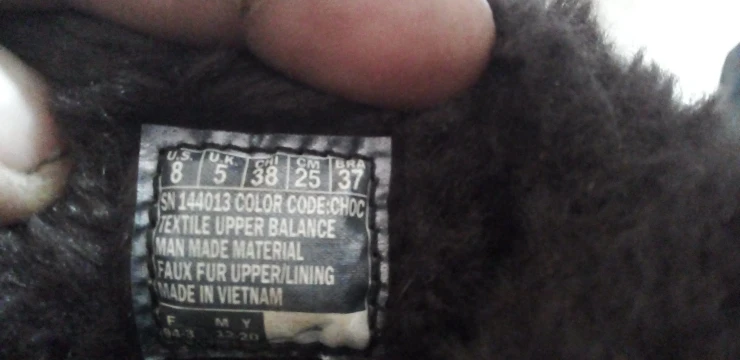 U.S. U.K. CHI CM BRA
8 5 38 25 37
SN 144013 COLOR CODE:CHOC
TEXTILE UPPER BALANCE
MAN MADE MATERIAL
FAUX FUR UPPER/LINING
MADE IN VIETNAM
F M Y